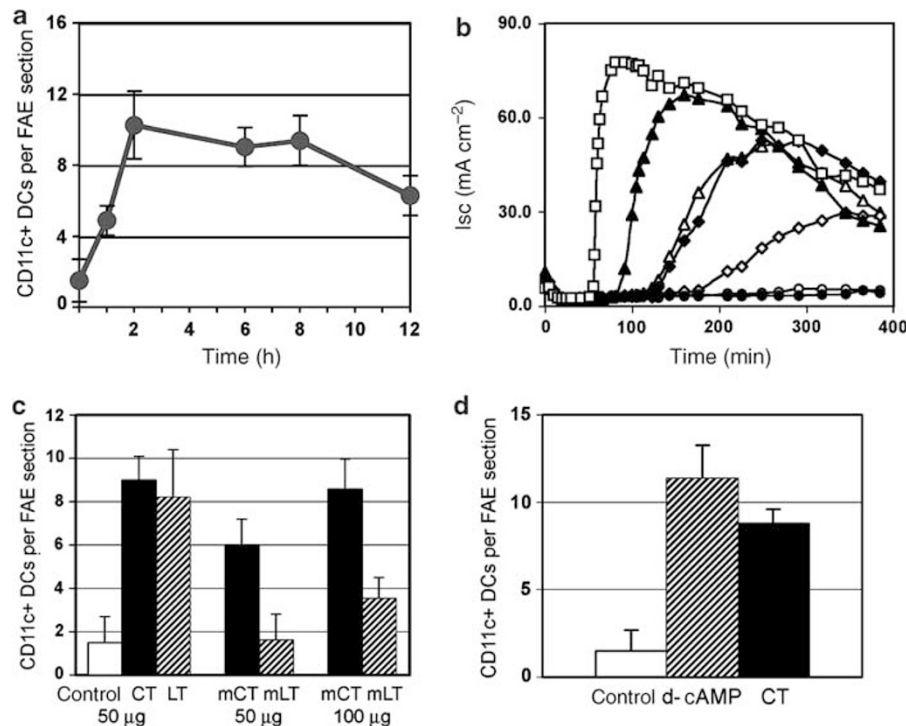 a
CD11c+ DCs per FAE section
16
12
8
4
0
0 2 4 6 8 10 12
Time (h)
b
Isc (mA cm−2)
90.0
60.0
30.0
0.0
0 100 200 300 400
Time (min)
c
CD11c+ DCs per FAE section
12
10
8
6
4
2
0
Control CT LT mCT mLT mCT mLT
50 µg 50 µg 100 µg
d
CD11c+ DCs per FAE section
15
10
5
0
Control d- cAMP CT